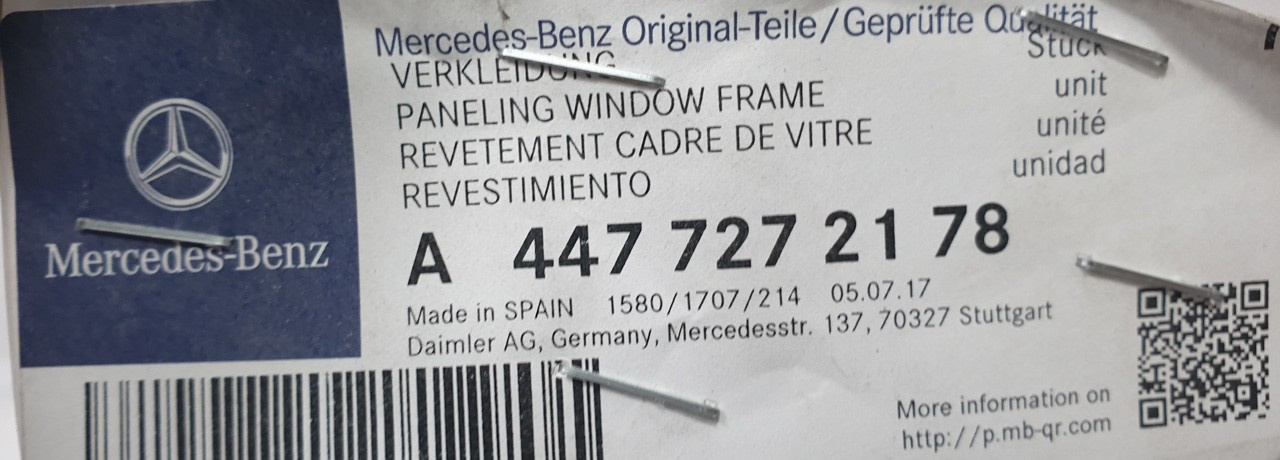 Mercedes-Benz Original-Teile/Geprüfte Qualität
VERKLEIDUNG
Stück
PANELING WINDOW FRAME
unit
REVETEMENT CADRE DE VITRE
unité
REVESTIMIENTO
unidad
Mercedes-Benz
A 447 727 21 78
Made in SPAIN 1580/1707/214 05.07.17
Daimler AG, Germany, Mercedesstr. 137, 70327 Stuttgart
More information on
http://p.mb-qr.com